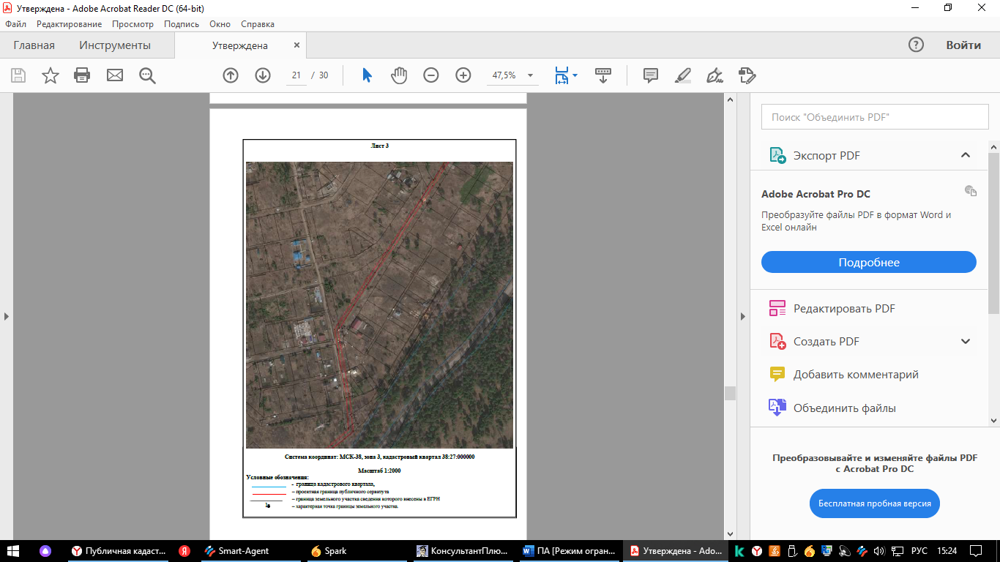 Утверждена - Adobe Acrobat Reader DC (64-bit)
Файл Редактирование Просмотр Подпись Окно Справка
Главная Инструменты Утверждена Войти
21 / 30 47,5%
Поиск "Объединить PDF"
Экспорт PDF
Adobe Acrobat Pro DC
Преобразуйте файлы PDF в формат Word и
Excel онлайн
Подробнее
Редактировать PDF
Создать PDF
Добавить комментарий
Объединить файлы
Преобразовывайте и изменяйте файлы PDF
с Acrobat Pro DC
Бесплатная пробная версия
Лист 3
Система координат: МСК-38, зона 3, кадастровый квартал 38:27:000000
Масштаб 1:2000
Условные обозначения:
- граница кадастрового квартала,
– проектная граница публичного сервитута
– граница земельного участка сведения которого внесены в ЕГРН
– характерная точка границы земельного участка.
Публичная кадаст... Smart-Agent Spark КонсультантПлю... ПА [Режим огран... Утверждена - Ado... РУС 15:24